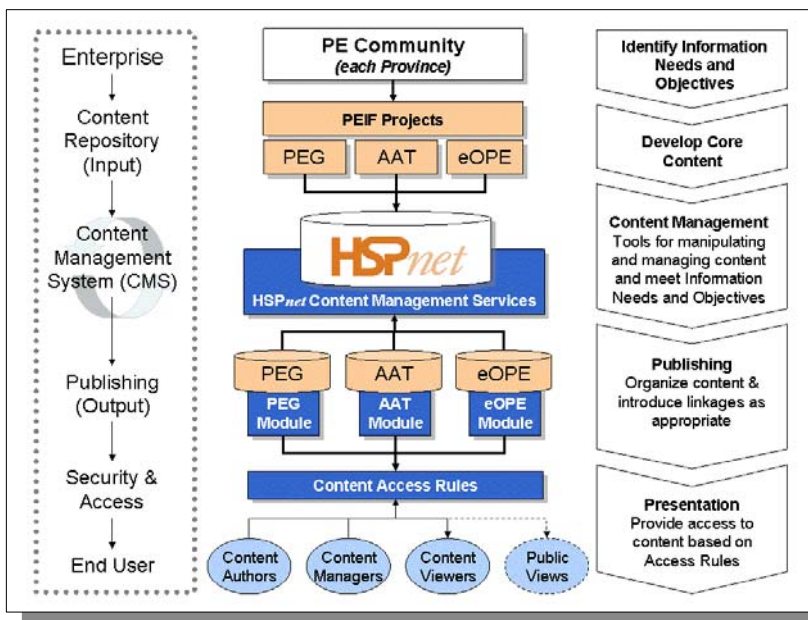 Enterprise
Content
Repository
(Input)
Content
Management
System (CMS)
Publishing
(Output)
Security &
Access
End User
PE Community
(each Province)
PEIF Projects
PEG
AAT
eOPE
HSPnet
HSPnet Content Management Services
PEG
AAT
eOPE
PEG
Module
AAT
Module
eOPE
Module
Content Access Rules
Content
Authors
Content
Managers
Content
Viewers
Public
Views
Identify Information
Needs and
Objectives
Develop Core
Content
Content Management
Tools for manipulating
and managing content
and meet Information
Needs and Objectives
Publishing
Organize content &
introduce linkages as
appropriate
Presentation
Provide access to
content based on
Access Rules